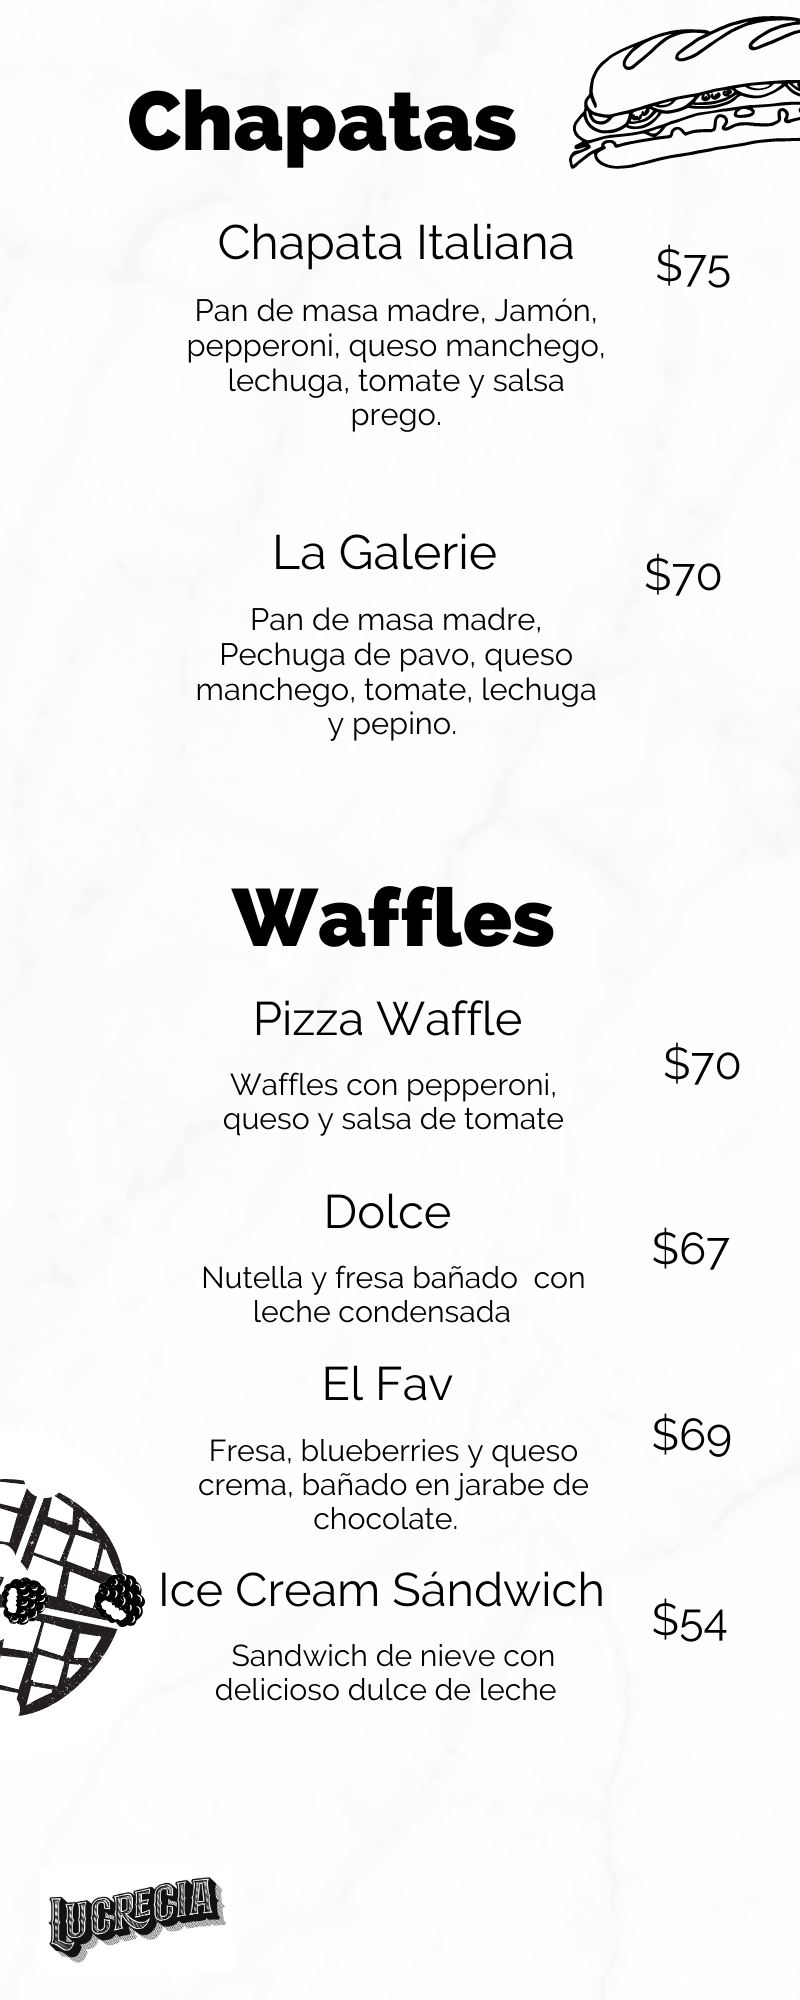 Chapatas
Chapata Italiana
$75
Pan de masa madre, Jamón,
pepperoni, queso manchego,
lechuga, tomate y salsa
prego.
La Galerie
$70
Pan de masa madre,
Pechuga de pavo, queso
manchego, tomate, lechuga
y pepino.
Waffles
Pizza Waffle
$70
Waffles con pepperoni,
queso y salsa de tomate
Dolce
$67
Nutella y fresa bañado  con
leche condensada
El Fav
$69
Fresa, blueberries y queso
crema, bañado en jarabe de
chocolate.
Ice Cream Sándwich
$54
Sandwich de nieve con
delicioso dulce de leche
LUCRECIA